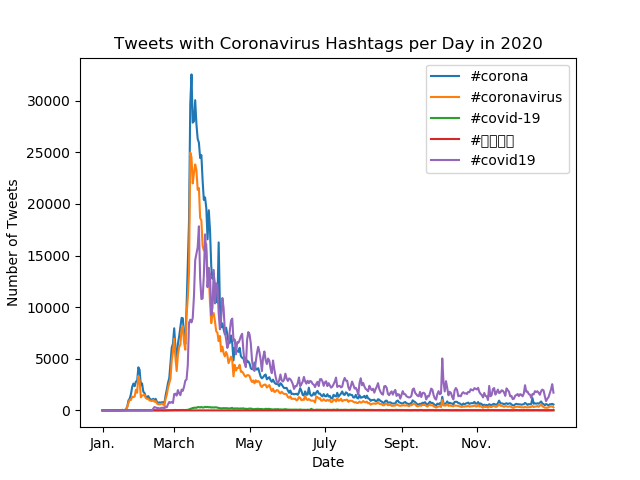 Tweets with Coronavirus Hashtags per Day in 2020
Number of Tweets
30000
25000
20000
15000
10000
5000
0
#corona
#coronavirus
#covid-19
#▯▯▯▯
#covid19
Jan. March May July Sept. Nov.
Date